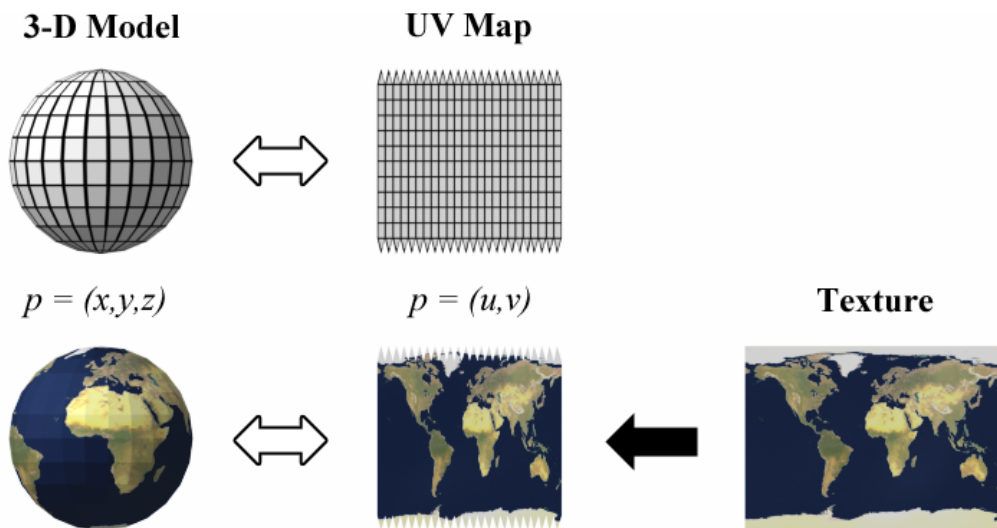 3-D Model
UV Map
p = (x,y,z)
p = (u,v)
Texture